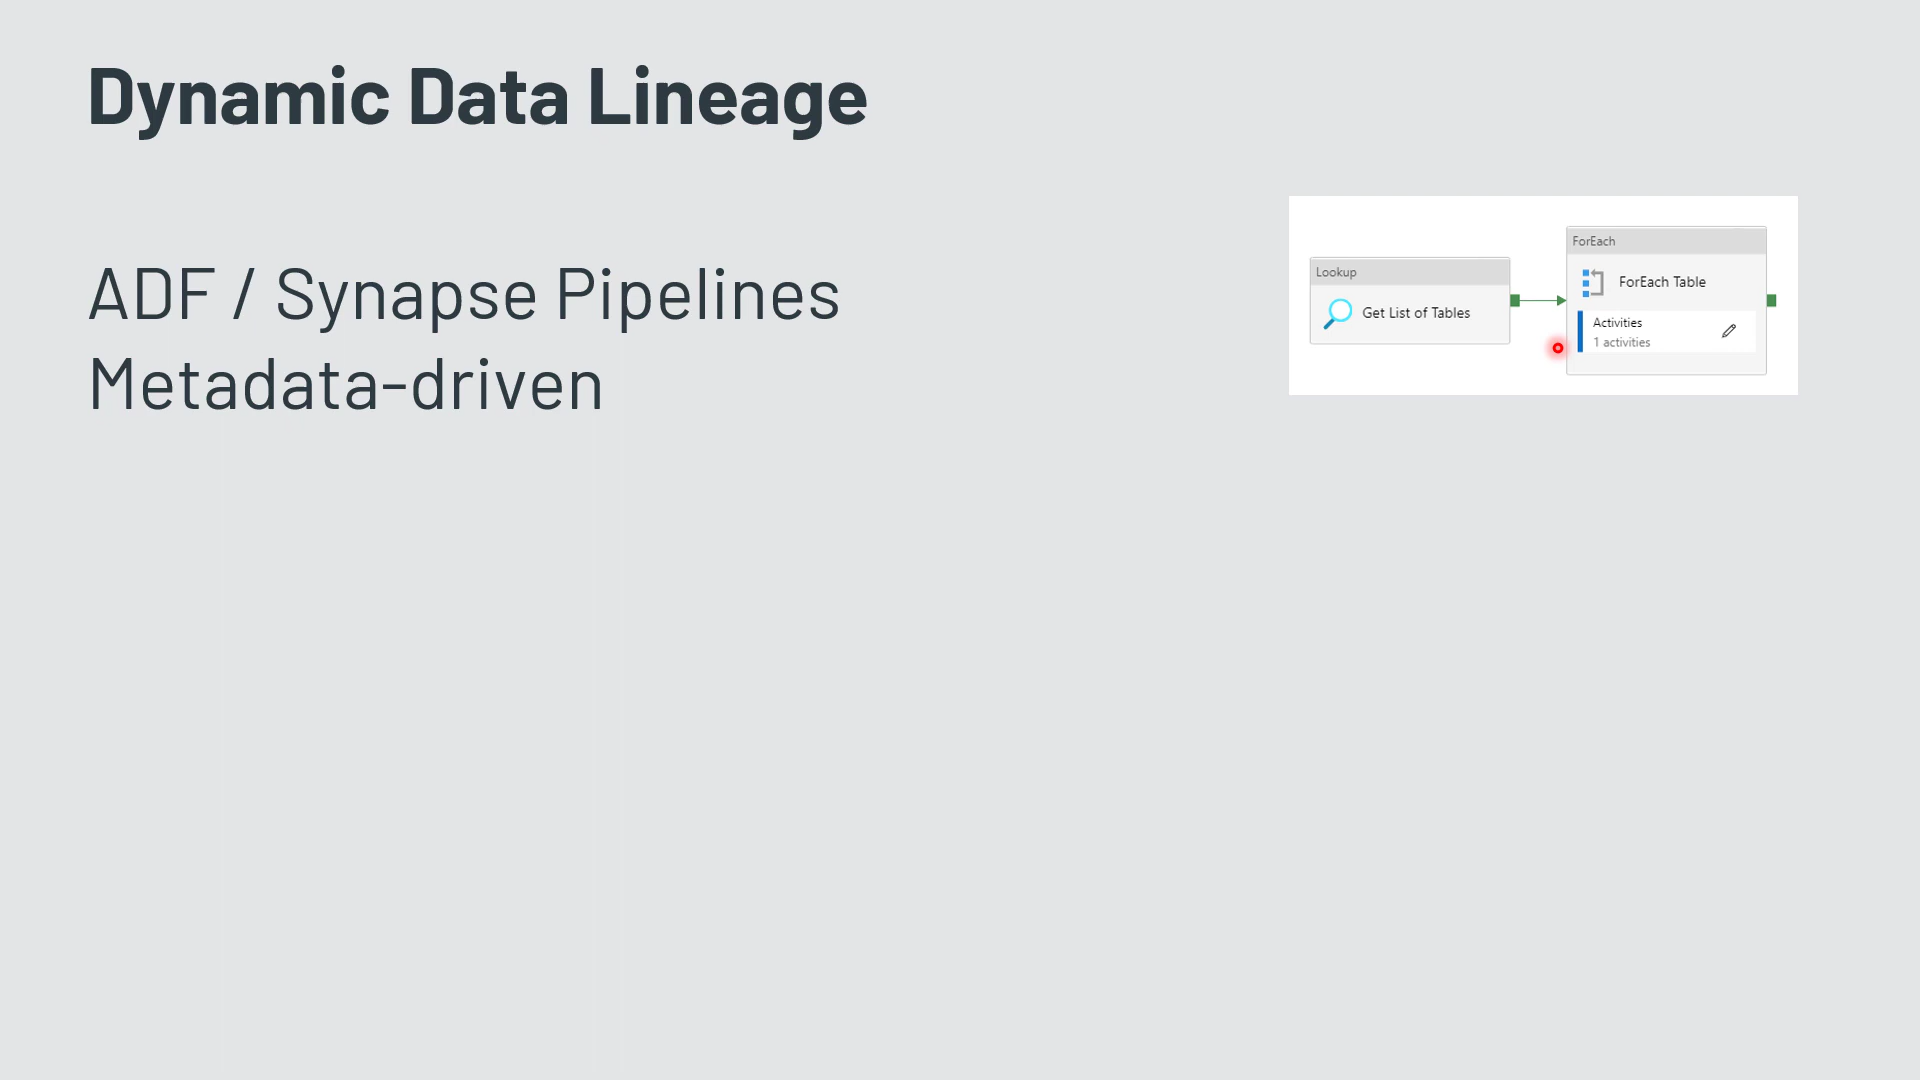 Dynamic Data Lineage
ADF / Synapse Pipelines
Metadata-driven
Lookup
Get List of Tables
ForEach
ForEach Table
Activities
1 activities